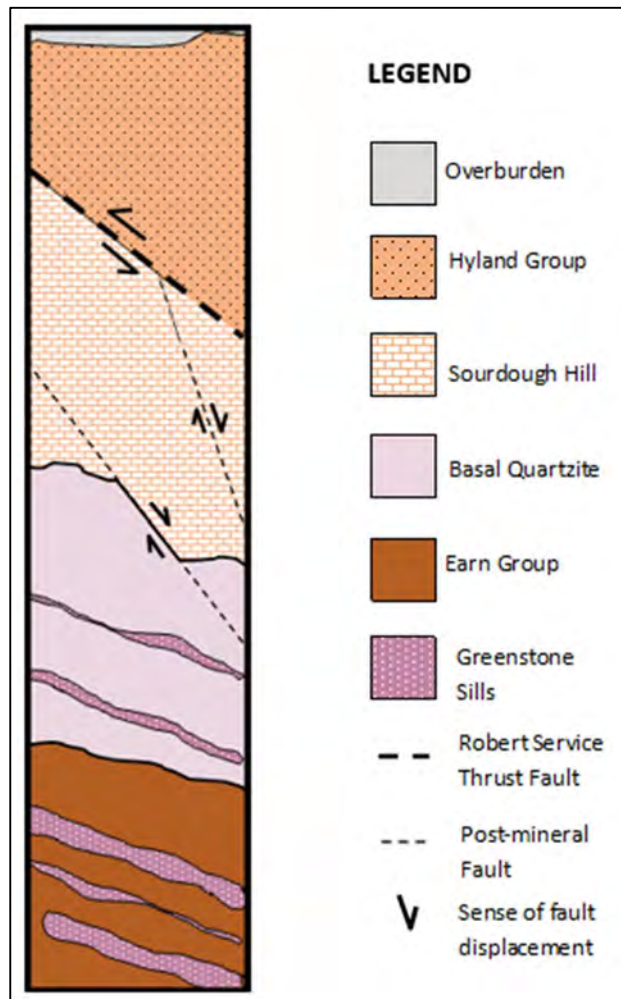 LEGEND
Overburden
Hyland Group
Sourdough Hill
Basal Quartzite
Earn Group
Greenstone
Sills
Robert Service
Thrust Fault
Post-mineral
Fault
Sense of fault
displacement